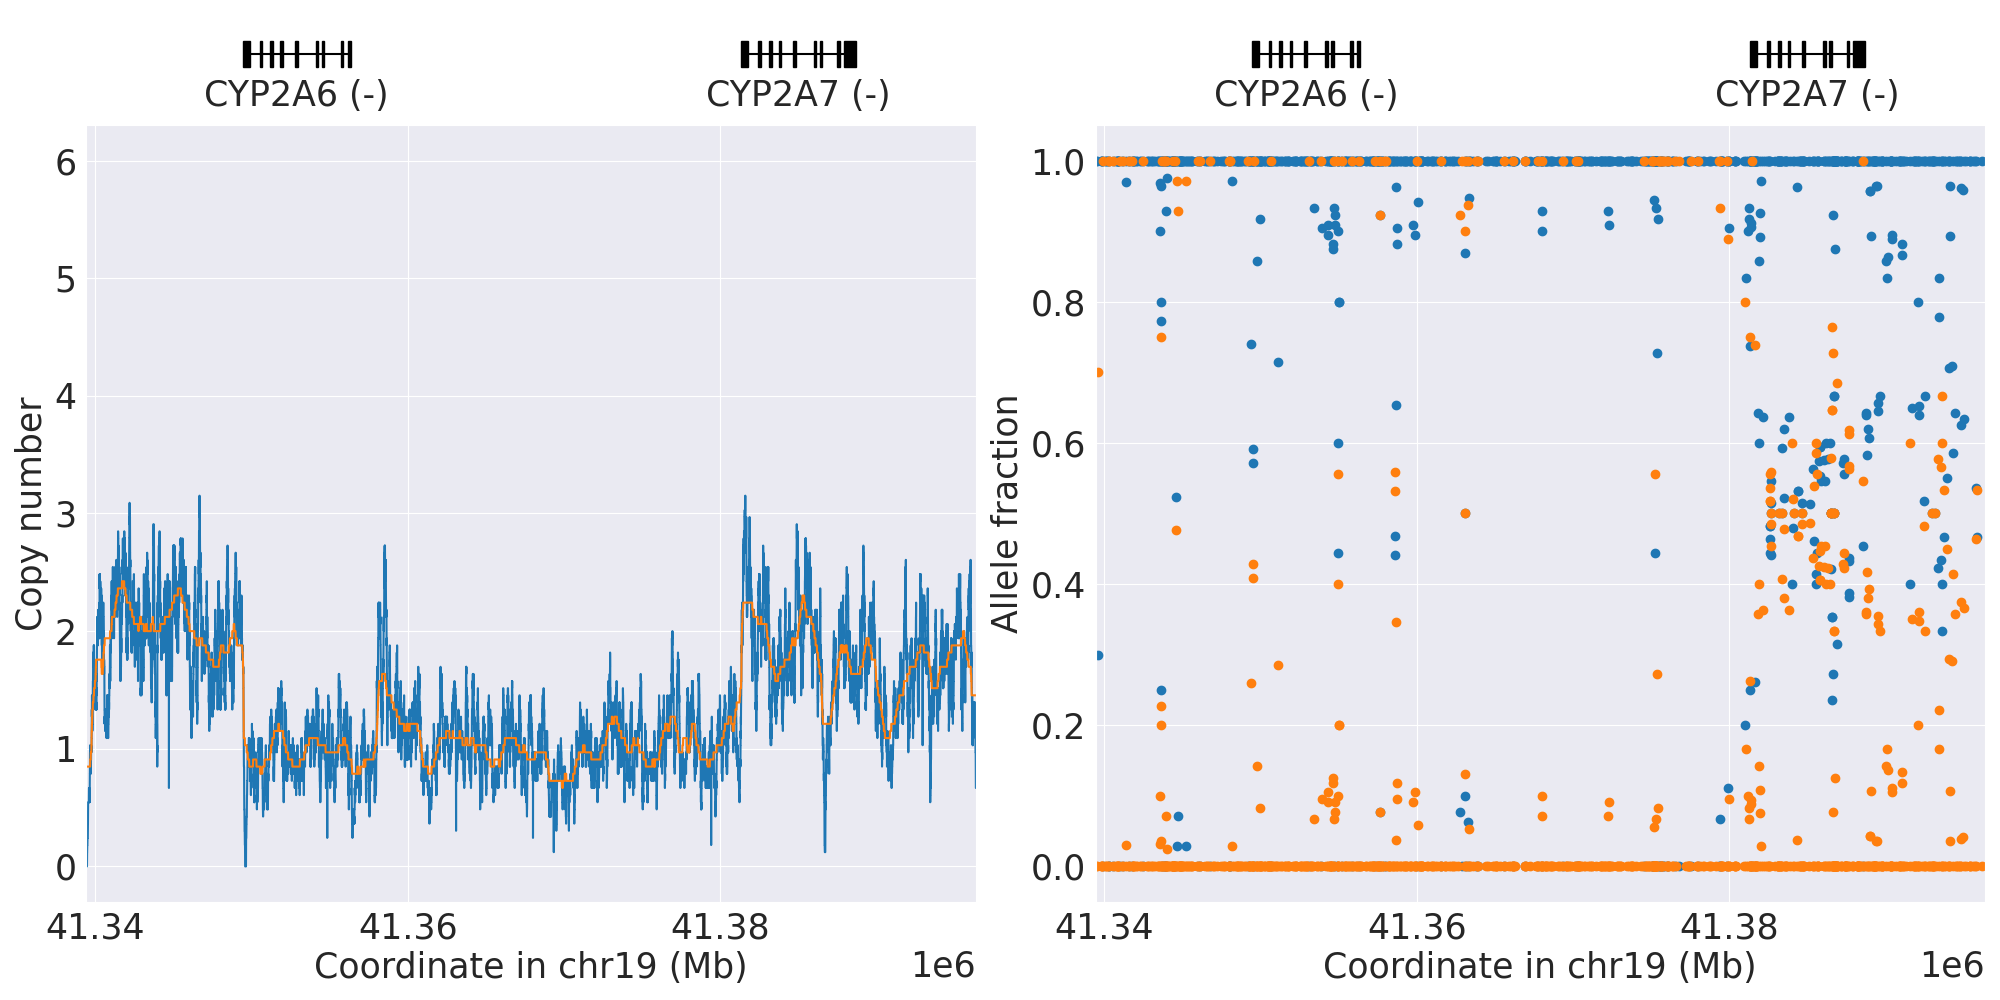 CYP2A6 (-)
CYP2A7 (-)
6
5
4
3
2
1
0
Copy number
41.34
41.36
41.38
Coordinate in chr19 (Mb)
1e6
CYP2A6 (-)
CYP2A7 (-)
1.0
0.8
0.6
0.4
0.2
0.0
Allele fraction
41.34
41.36
41.38
Coordinate in chr19 (Mb)
1e6